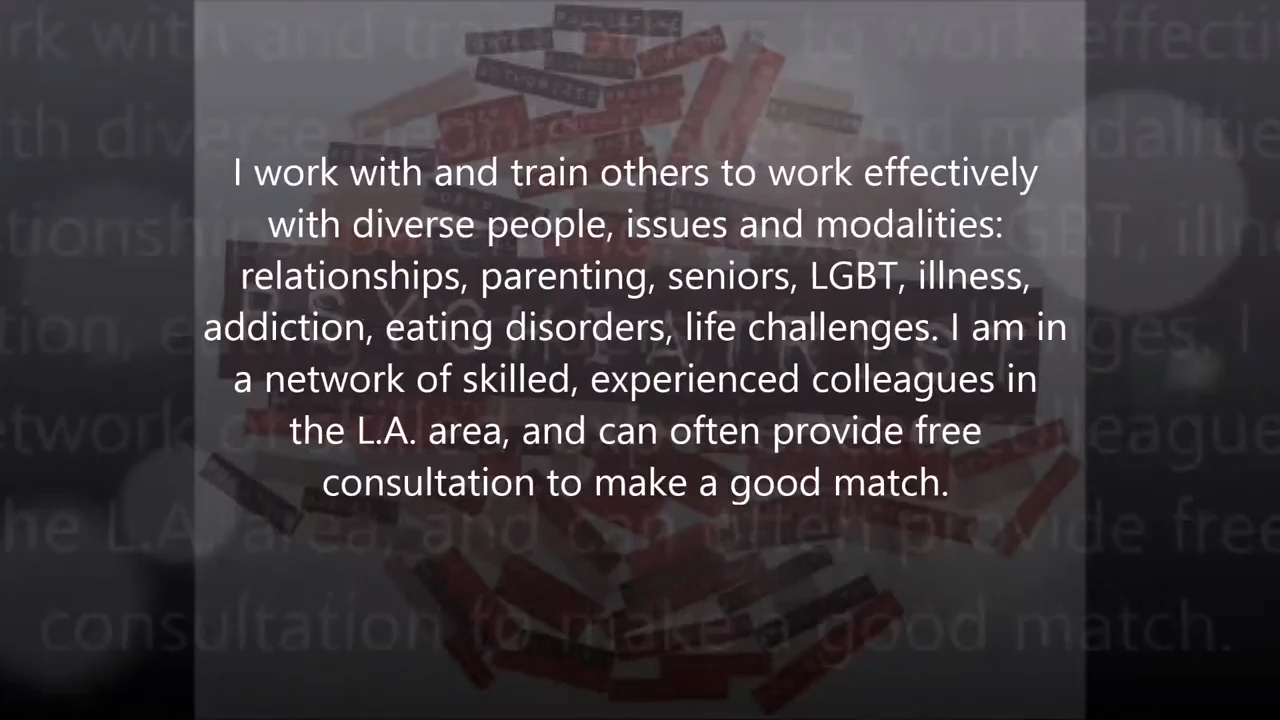 I work with and train others to work effectively
with diverse people, issues and modalities:
relationships, parenting, seniors, LGBT, illness,
addiction, eating disorders, life challenges. I am in
a network of skilled, experienced colleagues in
the L.A. area, and can often provide free
consultation to make a good match.